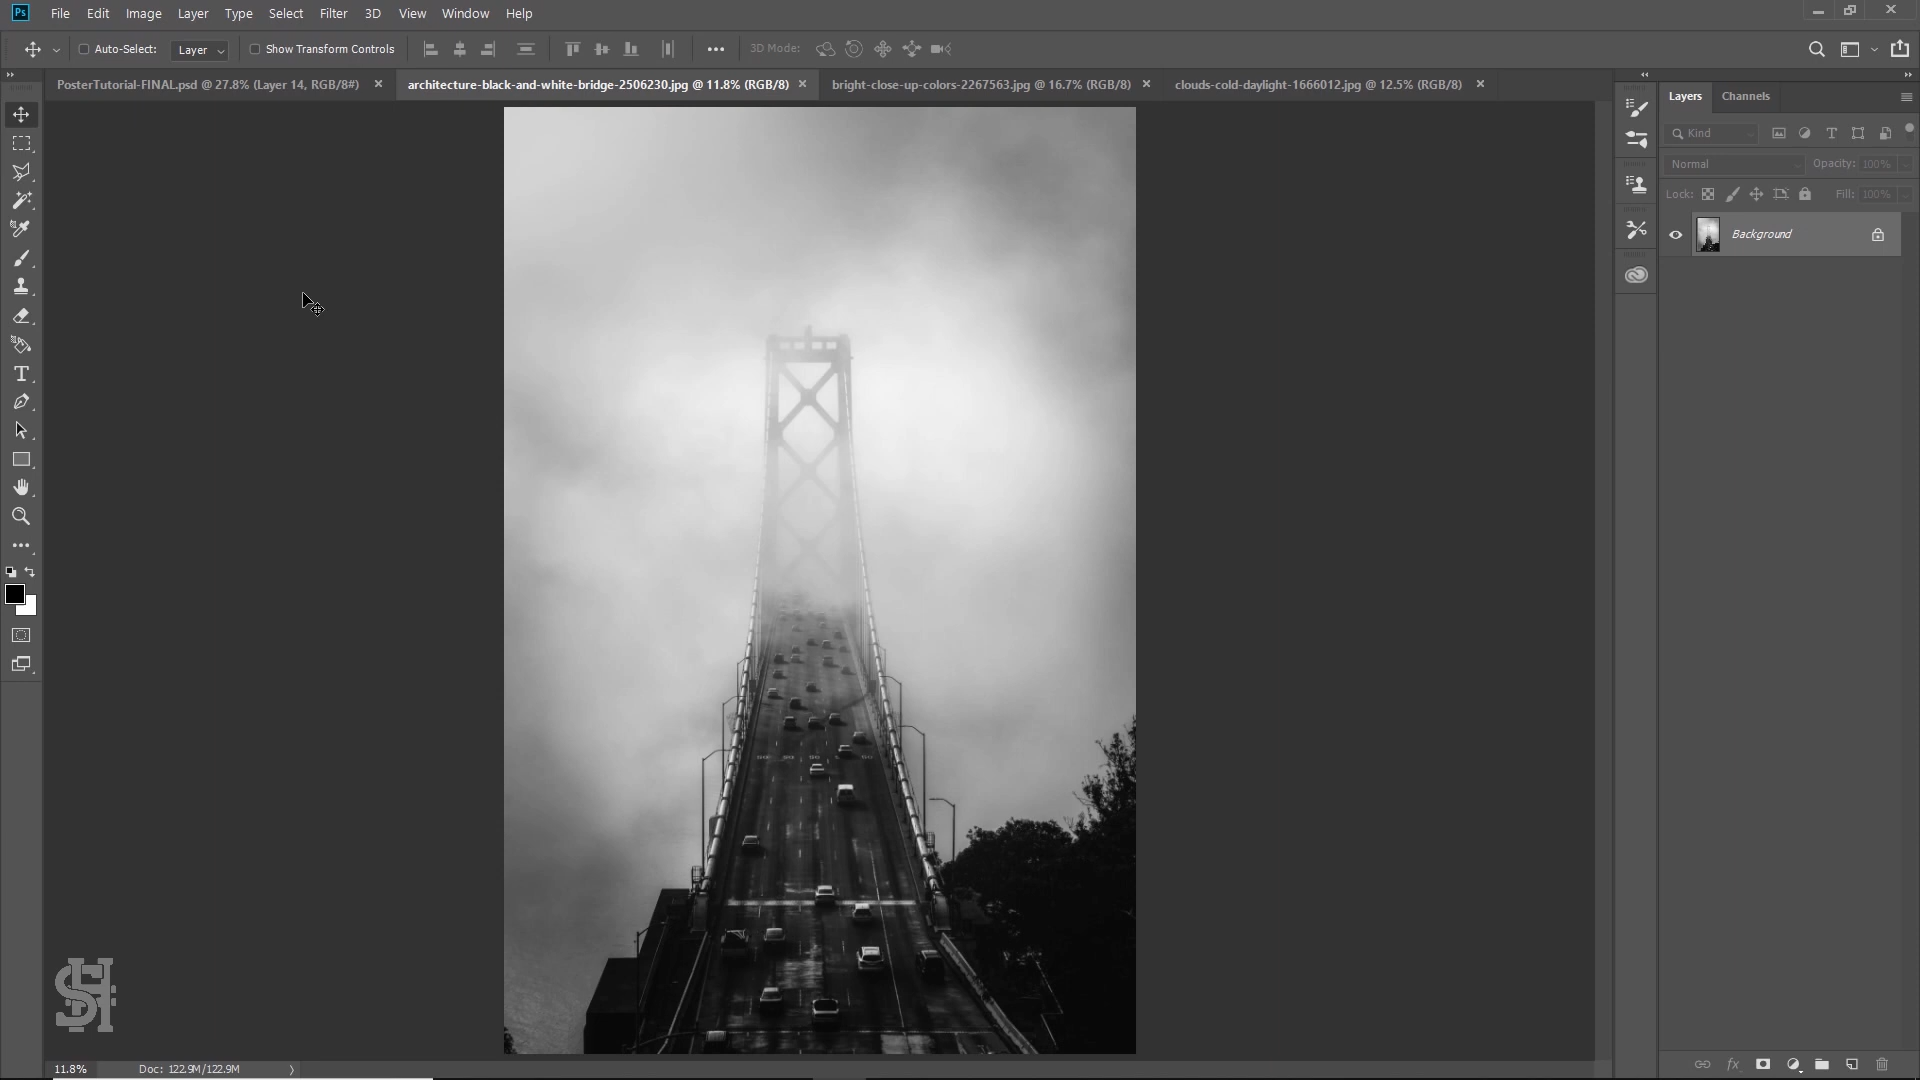 Ps File Edit Image Layer Type Select Filter 3D View Window Help
Auto-Select: Layer Show Transform Controls 3D Mode:
PosterTutorial-FINAL.psd @ 27.8% (Layer 14, RGB/8#) architecture-black-and-white-bridge-2506230.jpg @ 11.8% (RGB/8) bright-close-up-colors-2267563.jpg @ 16.7% (RGB/8) clouds-cold-daylight-1666012.jpg @ 12.5% (RGB/8)
Layers Channels
Kind
Normal Opacity: 100%
Lock: Fill: 100%
Background
11.8% Doc: 122.9M/122.9M